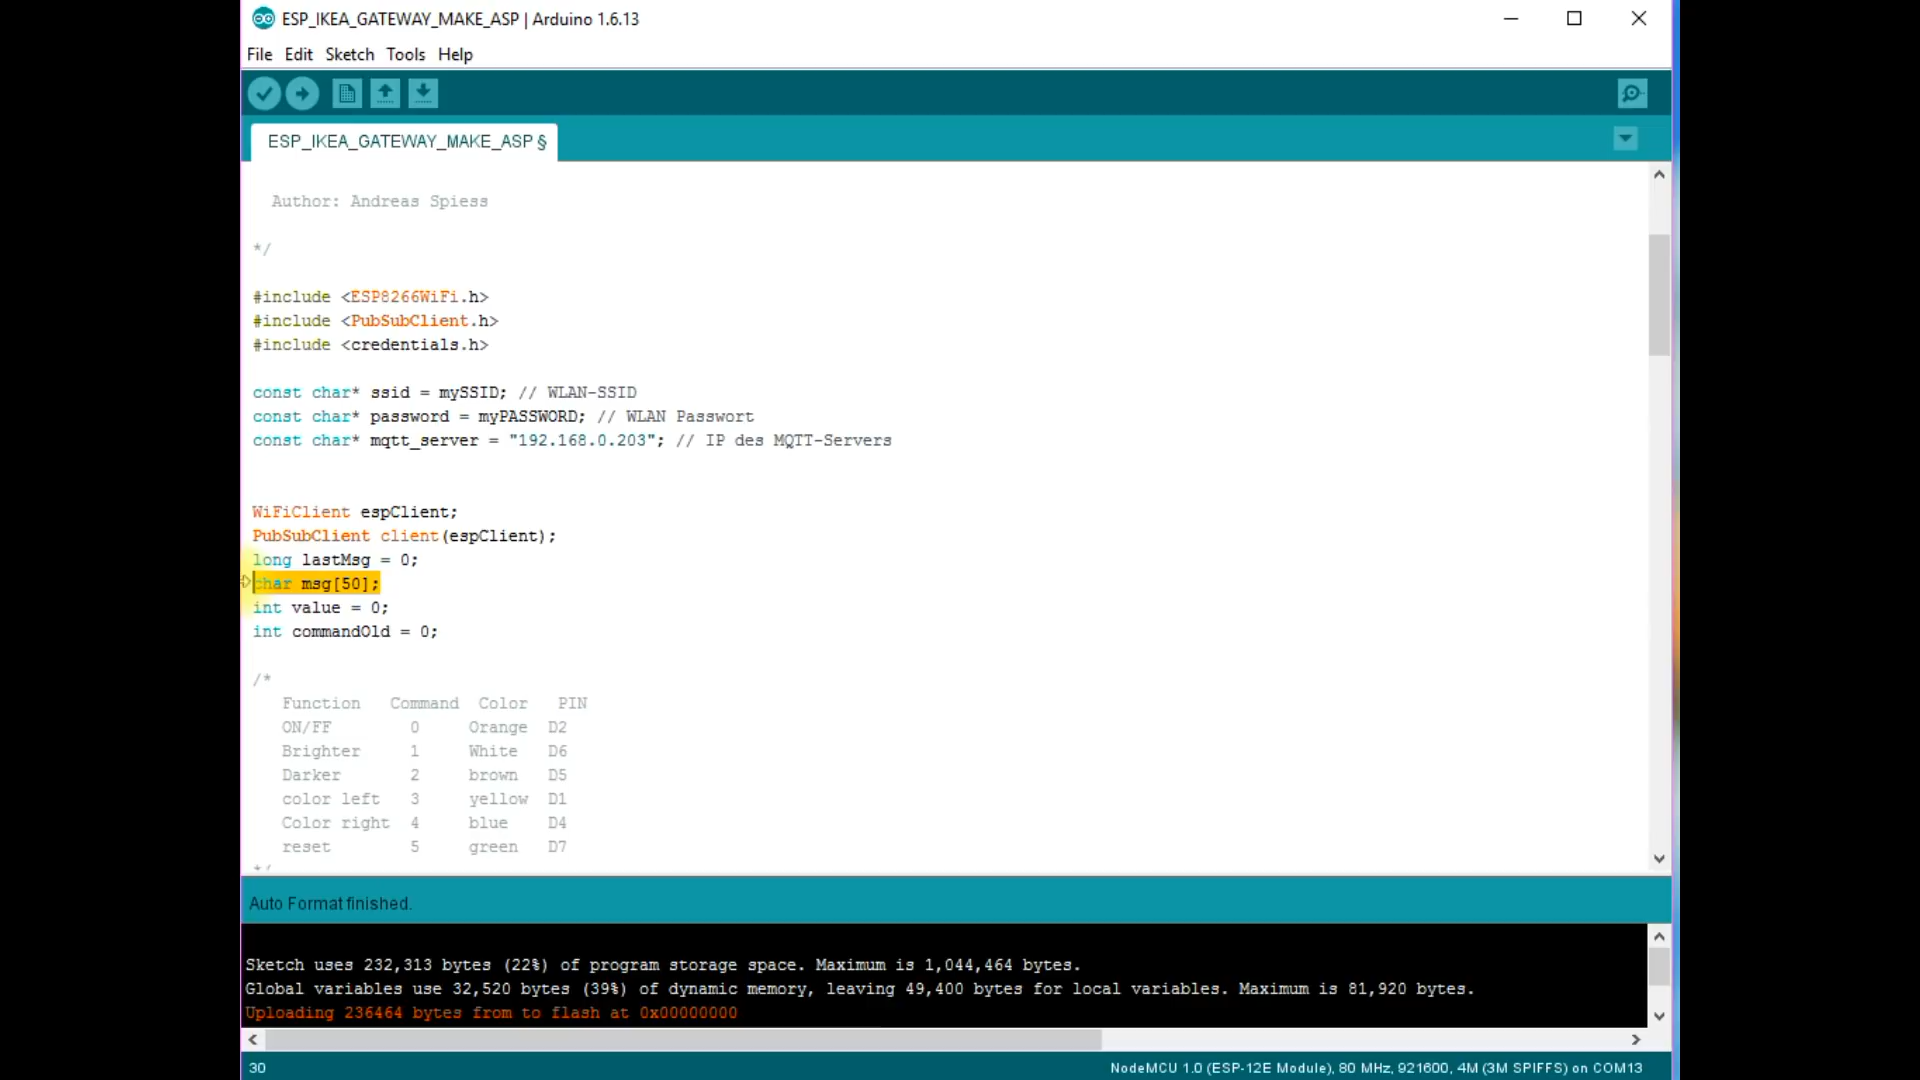 ESP_IKEA_GATEWAY_MAKE_ASP | Arduino 1.6.13
File Edit Sketch Tools Help
ESP_IKEA_GATEWAY_MAKE_ASP §
Author: Andreas Spiess
*/
#include <ESP8266WiFi.h>
#include <PubSubClient.h>
#include <credentials.h>
const char* ssid = mySSID; // WLAN-SSID
const char* password = myPASSWORD; // WLAN Passwort
const char* mqtt_server = "192.168.0.203"; // IP des MQTT-Servers
WiFiClient espClient;
PubSubClient client(espClient);
long lastMsg = 0;
char msg[50];
int value = 0;
int commandOld = 0;
/*
Function Command Color PIN
ON/FF 0 Orange D2
Brighter 1 White D6
Darker 2 brown D5
color left 3 yellow D1
Color right 4 blue D4
reset 5 green D7
*/
Auto Format finished.
Sketch uses 232,313 bytes (22%) of program storage space. Maximum is 1,044,464 bytes.
Global variables use 32,520 bytes (39%) of dynamic memory, leaving 49,400 bytes for local variables. Maximum is 81,920 bytes.
Uploading 236464 bytes from to flash at 0x00000000
30 NodeMCU 1.0 (ESP-12E Module), 80 MHz, 921600, 4M (3M SPIFFS) on COM13